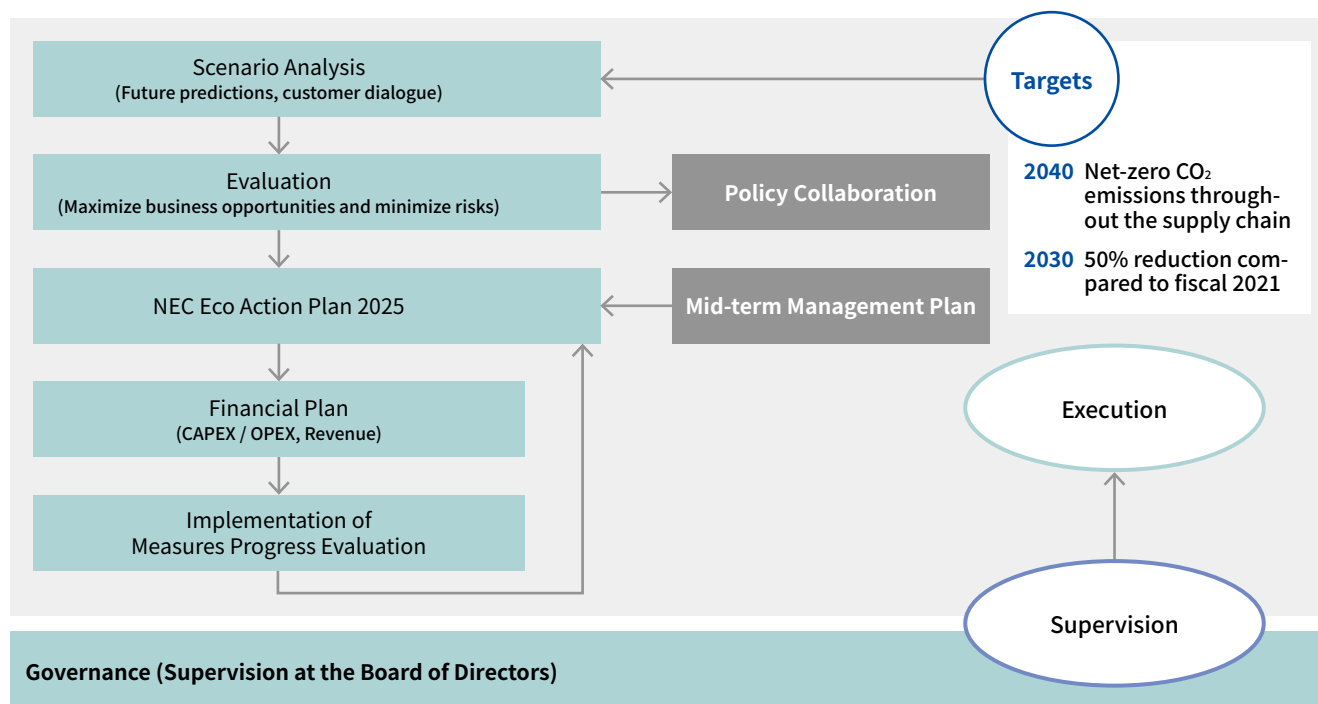 Scenario Analysis
(Future predictions, customer dialogue)
Targets
Evaluation
(Maximize business opportunities and minimize risks)
Policy Collaboration
2040 Net-zero CO₂
emissions through-
out the supply chain
2030 50% reduction com-
pared to fiscal 2021
NEC Eco Action Plan 2025
Mid-term Management Plan
Financial Plan
(CAPEX / OPEX, Revenue)
Execution
Implementation of
Measures Progress Evaluation
Supervision
Governance (Supervision at the Board of Directors)